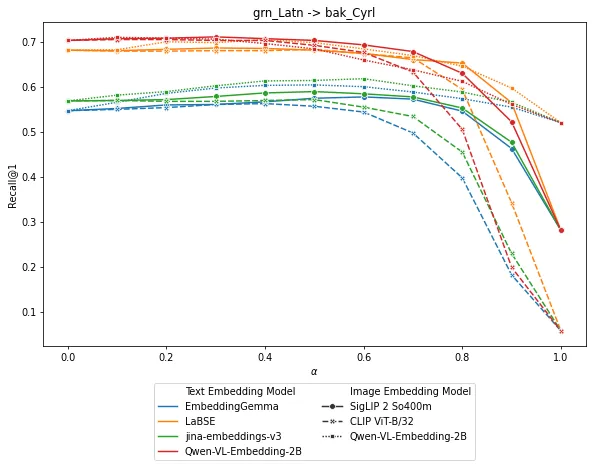 grn_Latn -> bak_Cyrl
Recall@1
0.7
0.6
0.5
0.4
0.3
0.2
0.1
0.0
0.2
0.4
0.6
0.8
1.0
α
Text Embedding Model
EmbeddingGemma
LaBSE
jina-embeddings-v3
Qwen-VL-Embedding-2B
Image Embedding Model
SigLIP 2 So400m
CLIP ViT-B/32
Qwen-VL-Embedding-2B